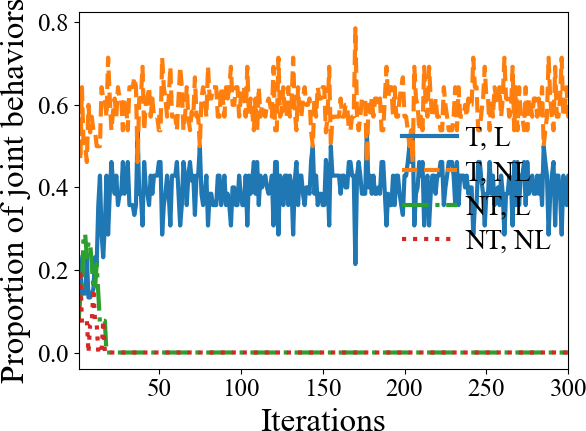 Proportion of joint behaviors
0.8
0.6
0.4
0.2
0.0
T, L
T, NL
NT, L
NT, NL
50
100
150
200
250
300
Iterations